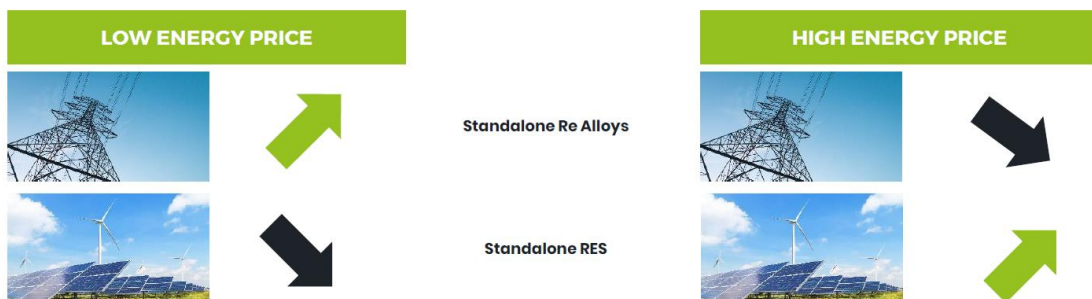 LOW ENERGY PRICE
HIGH ENERGY PRICE
Standalone Re Alloys
Standalone RES